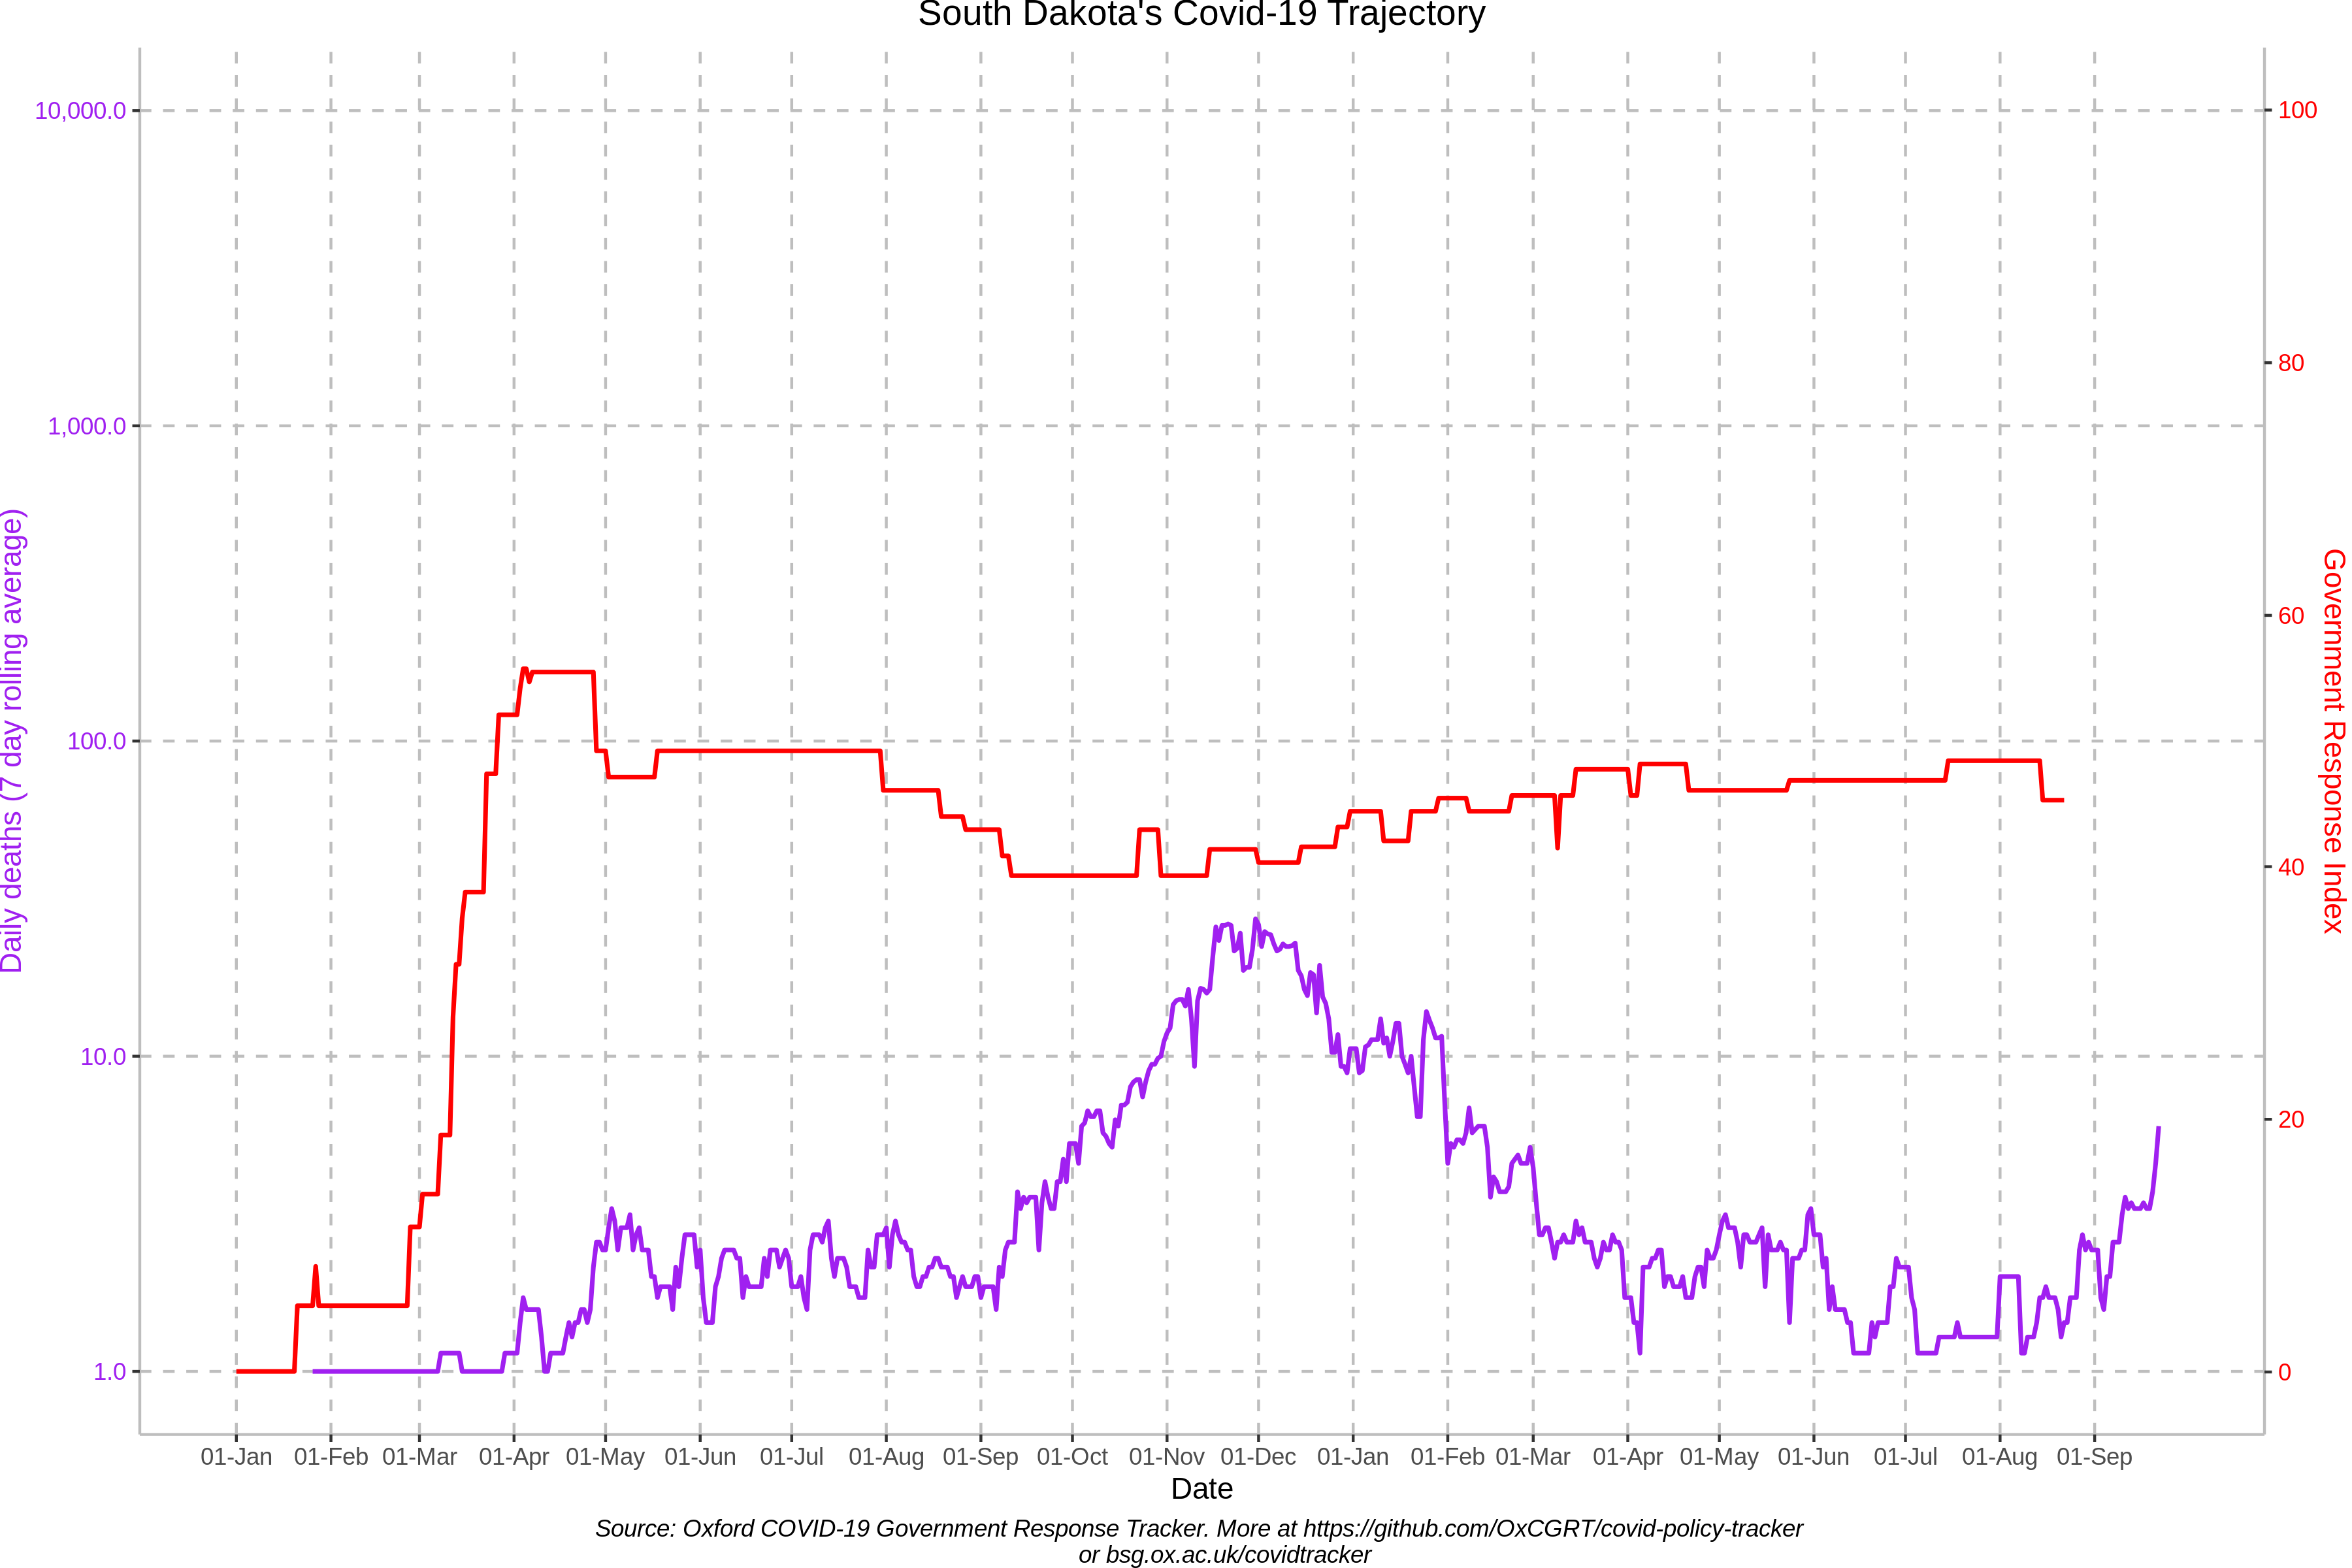 South Dakota's Covid-19 Trajectory
10,000.0
1,000.0
100.0
10.0
1.0
Daily deaths (7 day rolling average)
100
80
60
40
20
0
Government Response Index
01-Jan 01-Feb 01-Mar 01-Apr 01-May 01-Jun 01-Jul 01-Aug 01-Sep 01-Oct 01-Nov 01-Dec 01-Jan 01-Feb 01-Mar 01-Apr 01-May 01-Jun 01-Jul 01-Aug 01-Sep
Date
Source: Oxford COVID-19 Government Response Tracker. More at https://github.com/OxCGRT/covid-policy-tracker
or bsg.ox.ac.uk/covidtracker